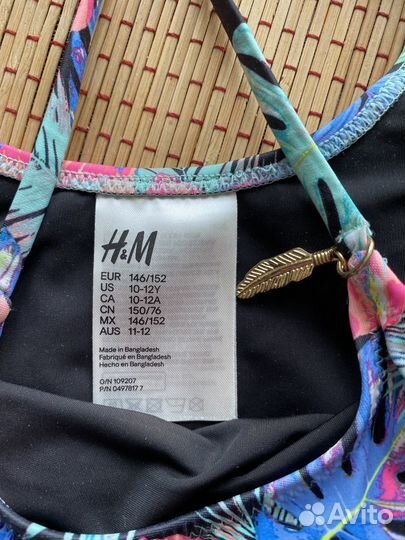 H&M
EUR 146/152
US 10-12Y
CA 10-12A
CN 150/76
MX 146/152
AUS 11-12
Made in Bangladesh
Fabriqué en Bangladesh
Hecho en Bangladesh
O/N 109207
P/N 0497817 7
Avito